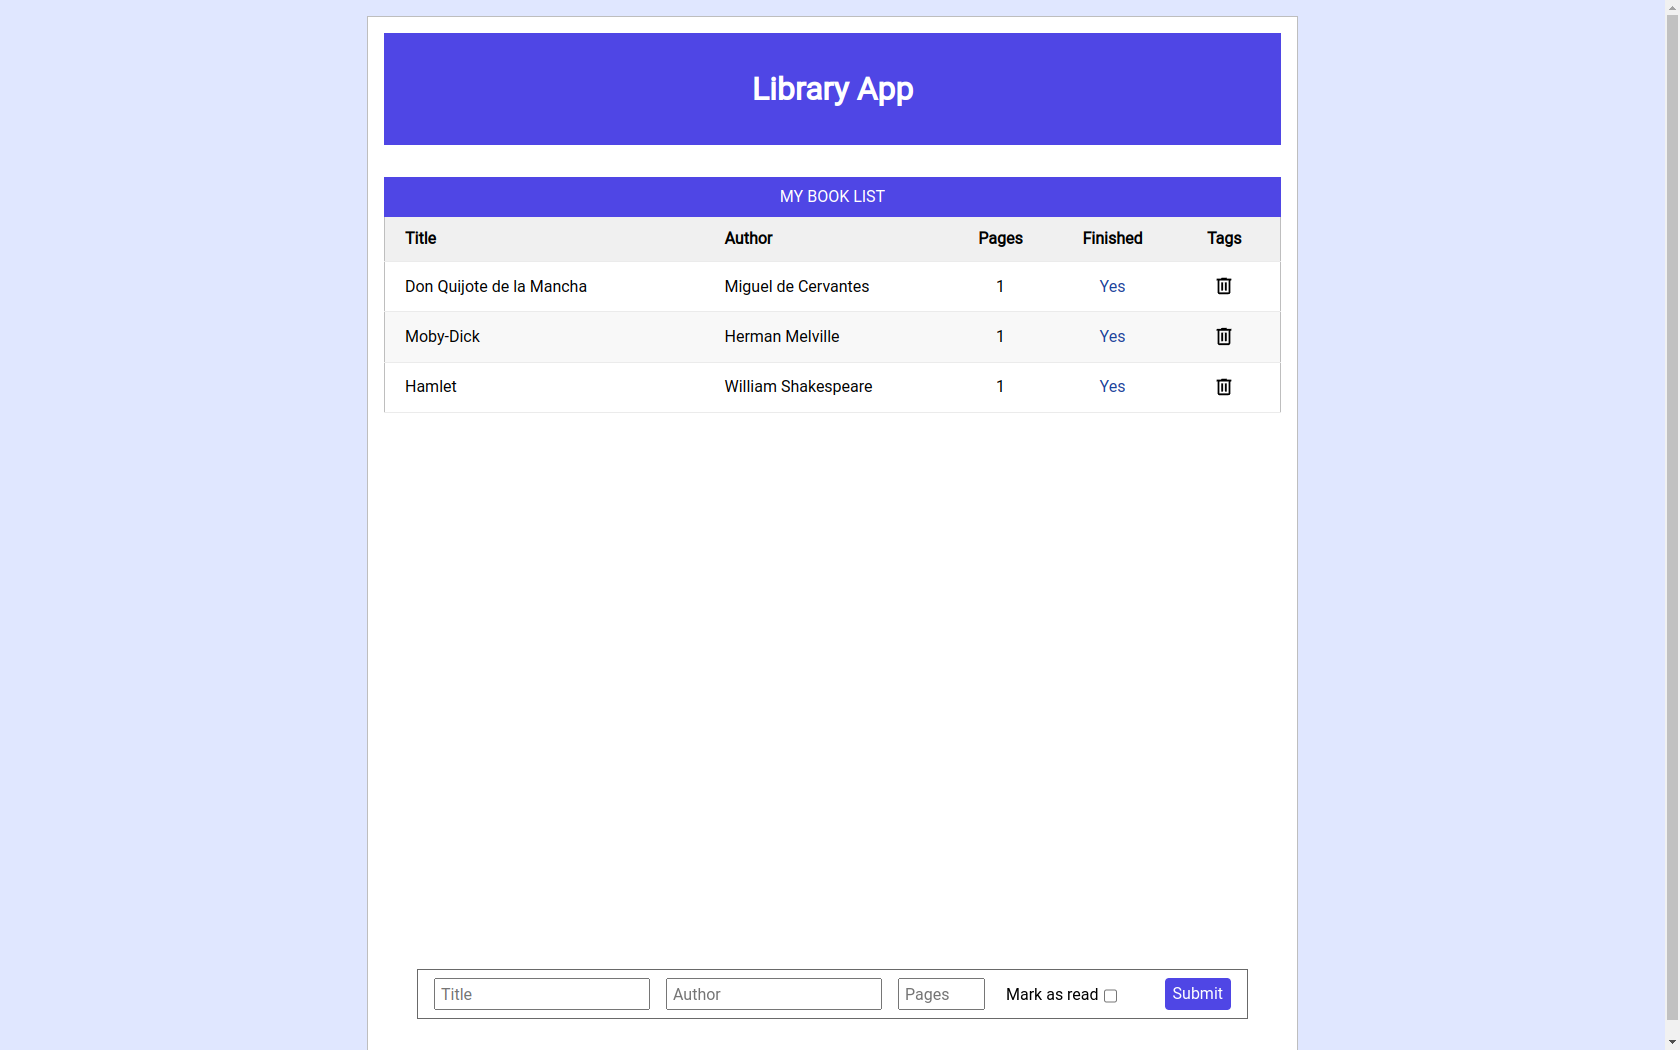 Library App
MY BOOK LIST
Title Author Pages Finished Tags
Don Quijote de la Mancha Miguel de Cervantes 1 Yes
Moby-Dick Herman Melville 1 Yes
Hamlet William Shakespeare 1 Yes
Title Author Pages Mark as read Submit